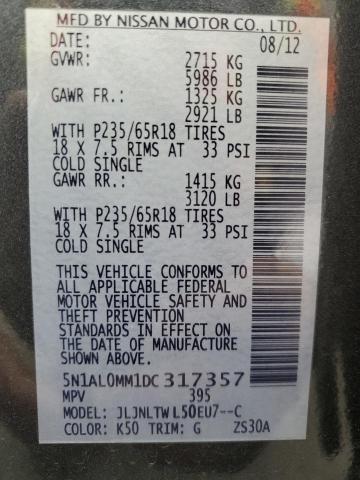 MFD BY NISSAN MOTOR CO., LTD.
DATE: 08/12
GVWR: 2715 KG
5986 LB
GAWR FR.: 1325 KG
2921 LB
WITH P235/65R18 TIRES
18 X 7.5 RIMS AT 33 PSI
COLD SINGLE
GAWR RR.: 1415 KG
3120 LB
WITH P235/65R18 TIRES
18 X 7.5 RIMS AT 33 PSI
COLD SINGLE
THIS VEHICLE CONFORMS TO
ALL APPLICABLE FEDERAL
MOTOR VEHICLE SAFETY AND
THEFT PREVENTION
STANDARDS IN EFFECT ON
THE DATE OF MANUFACTURE
SHOWN ABOVE.
5N1AL0MM1DC 317357
MPV 395
MODEL: JLJNLTW L50EU7--C
COLOR: K50 TRIM: G ZS30A